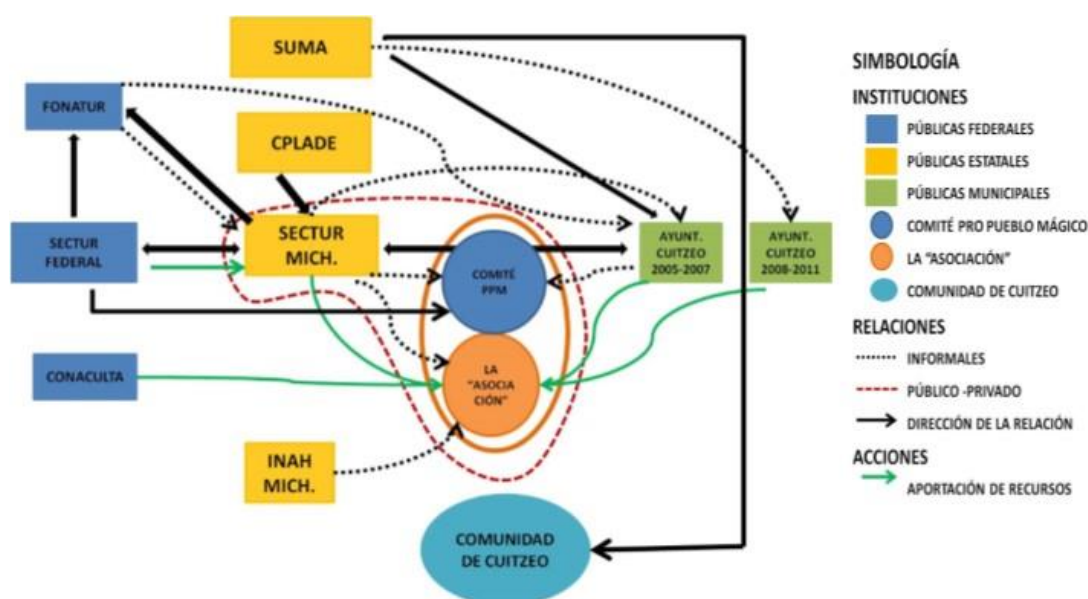 SUMA
FONATUR
CPLADE
SECTUR
FEDERAL
SECTUR
MICH.
AYUNT.
CUITZEO
2005-2007
AYUNT.
CUITZEO
2008-2011
COMITÉ
PPM
CONACULTA
LA
"ASOCIA
CIÓN"
INAH
MICH.
COMUNIDAD
DE CUITZEO
SIMBOLOGÍA
INSTITUCIONES
PÚBLICAS FEDERALES
PÚBLICAS ESTATALES
PÚBLICAS MUNICIPALES
COMITÉ PRO PUEBLO MÁGICO
LA "ASOCIACIÓN"
COMUNIDAD DE CUITZEO
RELACIONES
INFORMALES
PÚBLICO -PRIVADO
DIRECCIÓN DE LA RELACIÓN
ACCIONES
APORTACIÓN DE RECURSOS